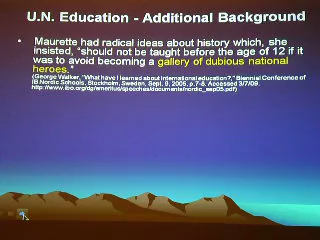 U.N. Education - Additional Background
• Maurette had radical ideas about history which, she
insisted, "should not be taught before the age of 12 if it
was to avoid becoming a gallery of dubious national
heroes."
(George Walker, "What have I learned about international education?," Biennial Conference of
IB Nordic Schools, Stockholm, Sweden, Sept. 9, 2005, p.7-8. Accessed 3/7/09.
http://www.ibo.org/dg/emeritus/speeches/documents/nordic_sep05.pdf)